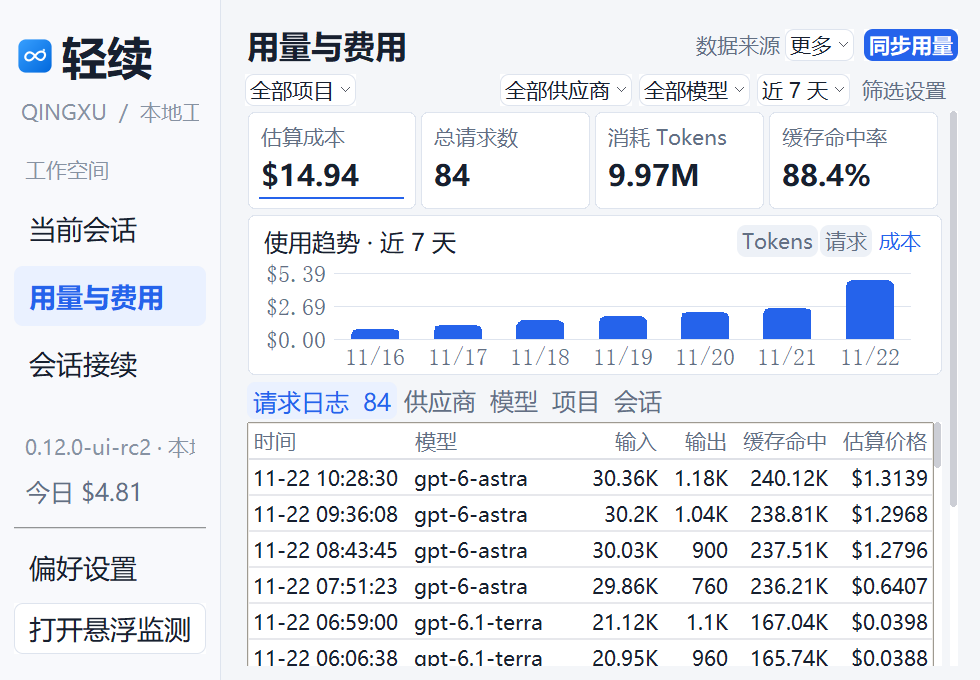 轻续
QINGXU / 本地工
工作空间
当前会话
用量与费用
会话接续
0.12.0-ui-rc2 · 本
今日 $4.81
偏好设置
打开悬浮监测
用量与费用
数据来源 更多 同步用量
全部项目 全部供应商 全部模型 近 7 天 筛选设置
估算成本 总请求数 消耗 Tokens 缓存命中率
$14.94 84 9.97M 88.4%
使用趋势 · 近 7 天 Tokens 请求 成本
$5.39
$2.69
$0.00
11/16 11/17 11/18 11/19 11/20 11/21 11/22
请求日志 84 供应商 模型 项目 会话
时间 模型 输入 输出 缓存命中 估算价格
11-22 10:28:30 gpt-6-astra 30.36K 1.18K 240.12K $1.3139
11-22 09:36:08 gpt-6-astra 30.2K 1.04K 238.81K $1.2968
11-22 08:43:45 gpt-6-astra 30.03K 900 237.51K $1.2796
11-22 07:51:23 gpt-6-astra 29.86K 760 236.21K $0.6407
11-22 06:59:00 gpt-6.1-terra 21.12K 1.1K 167.04K $0.0398
11-22 06:06:38 gpt-6.1-terra 20.95K 960 165.74K $0.0388